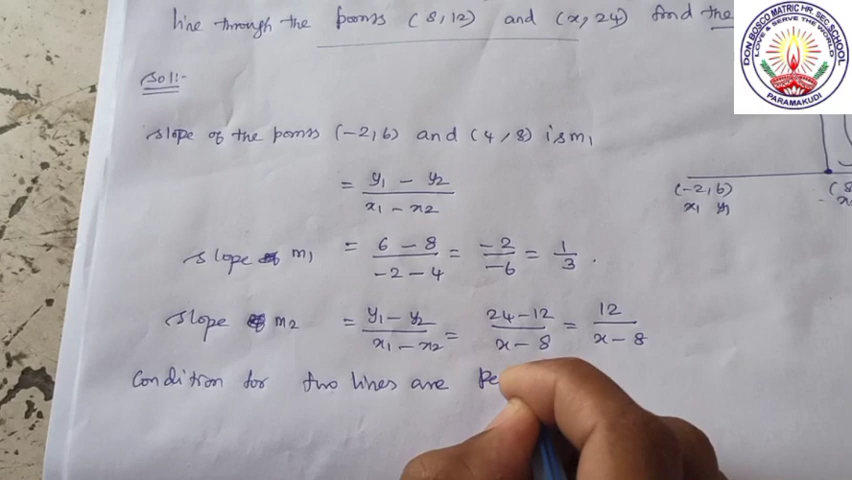 line through the points (8,12) and (x, 24) find the
Sol:-
slope of the points (-2,6) and (4,8) is m1
= y1 - y2 / x1 - x2
slope m1 = 6 - 8 / -2 - 4 = -2 / -6 = 1 / 3 .
slope m2 = y1 - y2 / x1 - x2 = 24 - 12 / x - 8 = 12 / x - 8
Condition for two lines are Pe
(-2,6) (8
x1 y1
DON BOSCO MATRIC HR. SEC. SCHOOL
LOVE & SERVE THE WORLD
PARAMAKUDI